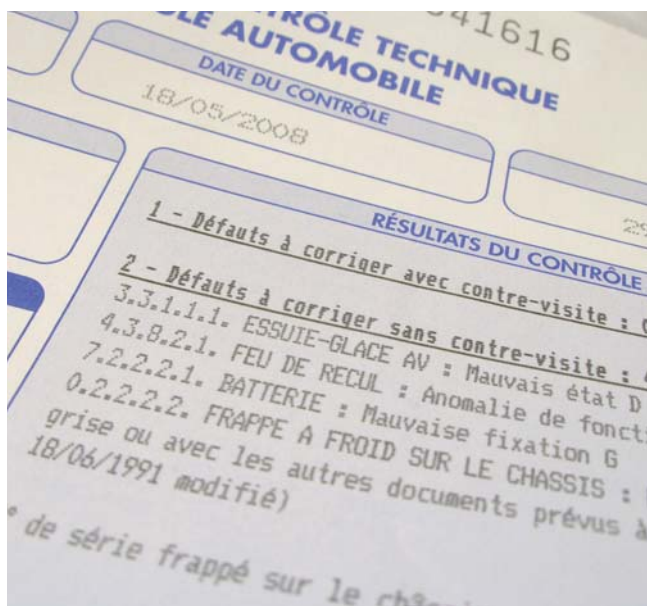 41616
CONTRÔLE TECHNIQUE
AUTOMOBILE
DATE DU CONTRÔLE
18/05/2008
RÉSULTATS DU CONTRÔLE
1 - Défauts à corriger avec contre-visite :
2 - Défauts à corriger sans contre-visite :
3.3.1.1.1. ESSUIE-GLACE AV : Mauvais état D
4.3.8.2.1. FEU DE RECUL : Anomalie de foncti
7.2.2.2.1. BATTERIE : Mauvaise fixation G
0.2.2.2.2. FRAPPE A FROID SUR LE CHASSIS :
grise ou avec les autres documents prévus à
18/06/1991 modifié)
° de série frappé sur le